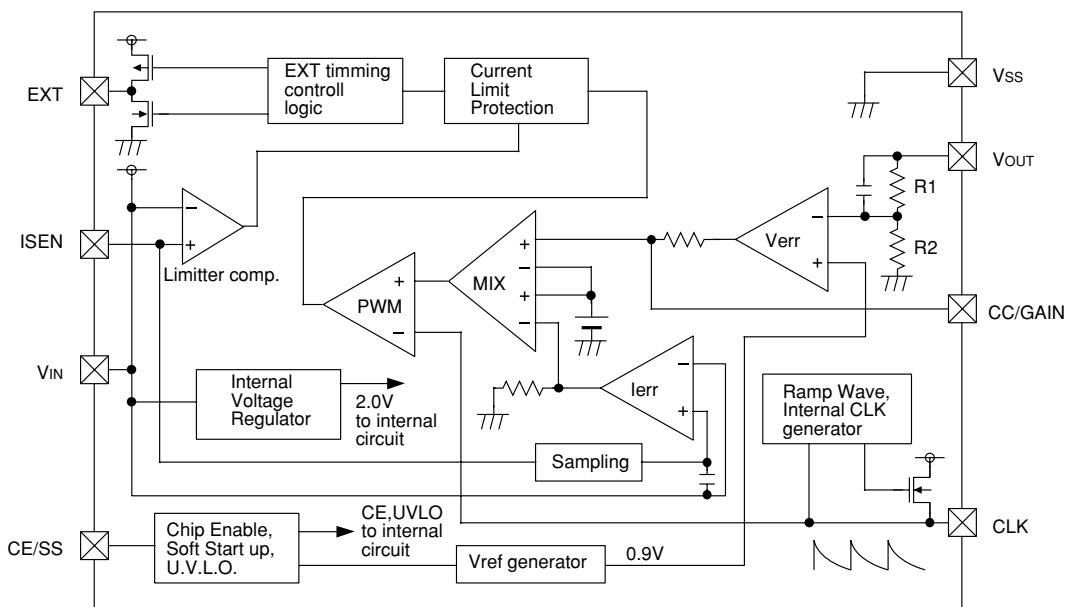 EXT
EXT timming
controll
logic
Current
Limit
Protection
VSS
VOUT
R1
R2
ISEN
−
+
Limitter comp.
PWM
+
−
MIX
+
−
+
−
Verr
−
+
CC/GAIN
VIN
Internal
Voltage
Regulator
2.0V
to internal
circuit
Ierr
−
+
Sampling
Ramp Wave,
Internal CLK
generator
CE/SS
Chip Enable,
Soft Start up,
U.V.L.O.
CE,UVLO
to internal
circuit
Vref generator
0.9V
CLK